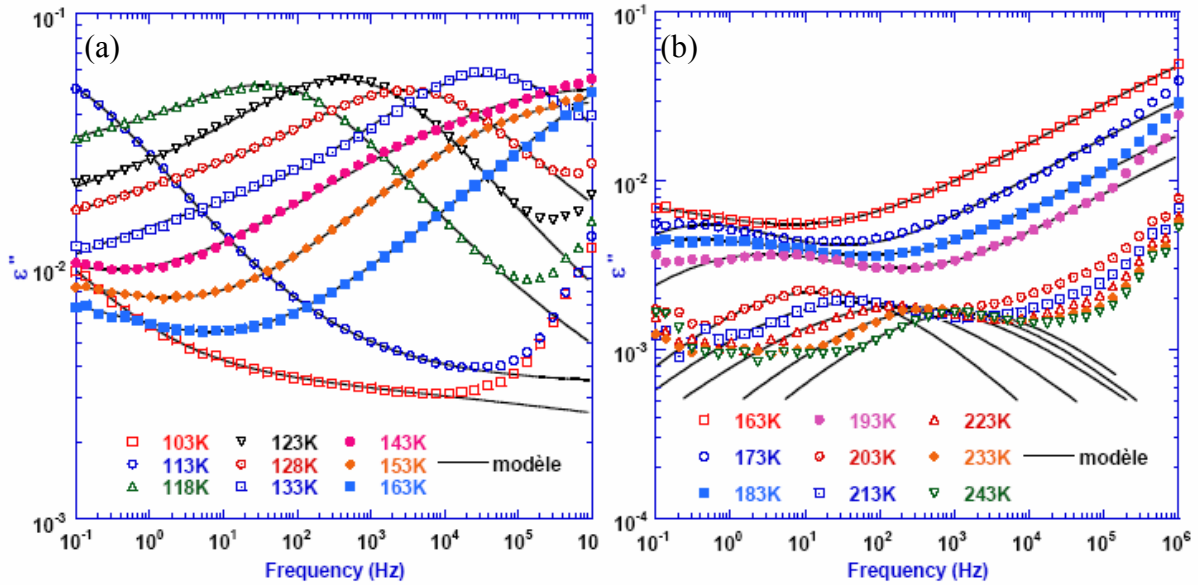 (a)
10⁻¹
10⁻²
10⁻³
ε"
103K
113K
118K
123K
128K
133K
143K
153K
163K
modèle
10⁻¹ 10⁰ 10¹ 10² 10³ 10⁴ 10⁵ 10
Frequency (Hz)
(b)
10⁻¹
10⁻²
10⁻³
10⁻⁴
ε"
163K
173K
183K
193K
203K
213K
223K
233K
243K
modèle
10⁻¹ 10⁰ 10¹ 10² 10³ 10⁴ 10⁵ 10⁶
Frequency (Hz)